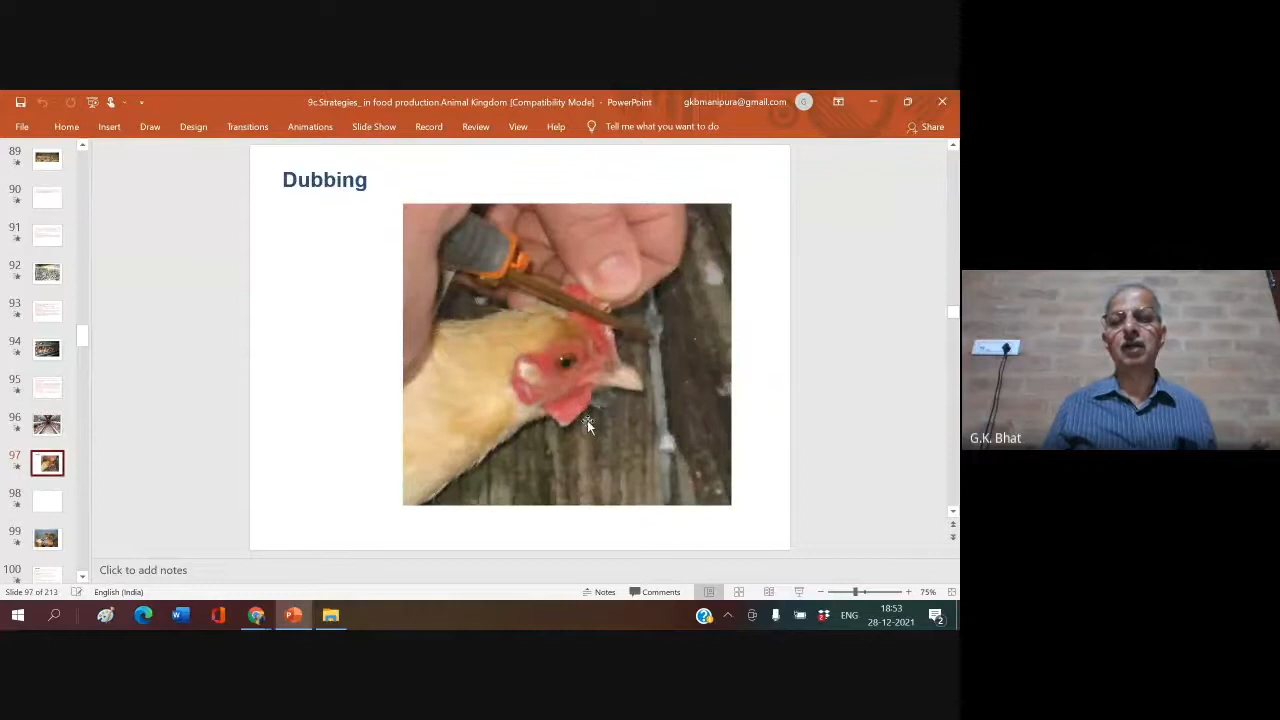 9c.Strategies_ in food production.Animal Kingdom [Compatibility Mode] - PowerPoint
gkbmanipura@gmail.com
G
File Home Insert Draw Design Transitions Animations Slide Show Record Review View Help Tell me what you want to do
Share
89
90
91
92
93
94
95
96
97
98
99
100
Dubbing
G.K. Bhat
Click to add notes
Slide 97 of 213 English (India) Notes Comments 75%
ENG 18:53
28-12-2021
2